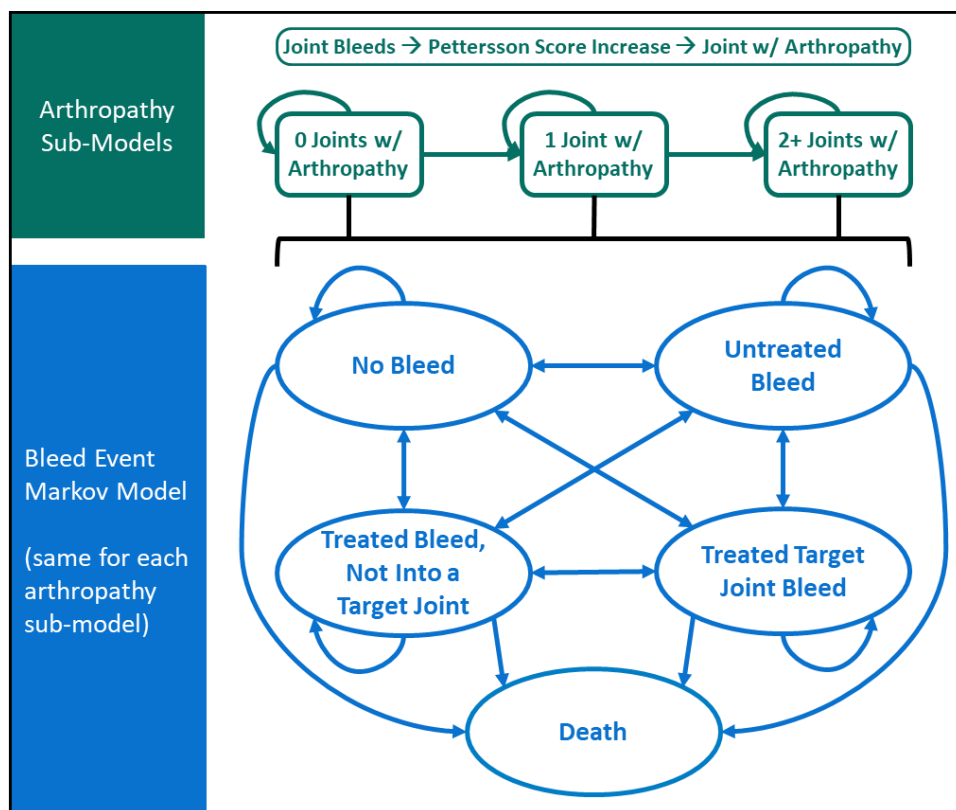 Joint Bleeds → Pettersson Score Increase → Joint w/ Arthropathy
Arthropathy
Sub-Models
0 Joints w/
Arthropathy
1 Joint w/
Arthropathy
2+ Joints w/
Arthropathy
Bleed Event
Markov Model
(same for each
arthropathy
sub-model)
No Bleed
Untreated
Bleed
Treated Bleed,
Not Into a
Target Joint
Treated Target
Joint Bleed
Death